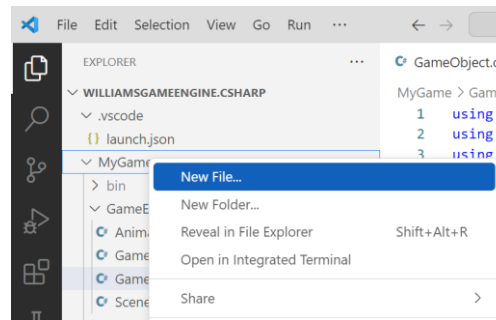 File Edit Selection View Go Run ...
EXPLORER ...
GameObject.c
WILLIAMSGAMEENGINE.CSHARP
MyGame > Gam
.vscode
1 using
{} launch.json
2 using
MyGame
3 using
New File...
> bin
New Folder...
GameE
Reveal in File Explorer Shift+Alt+R
Anima
Game
Open in Integrated Terminal
Game
Scene
Share >